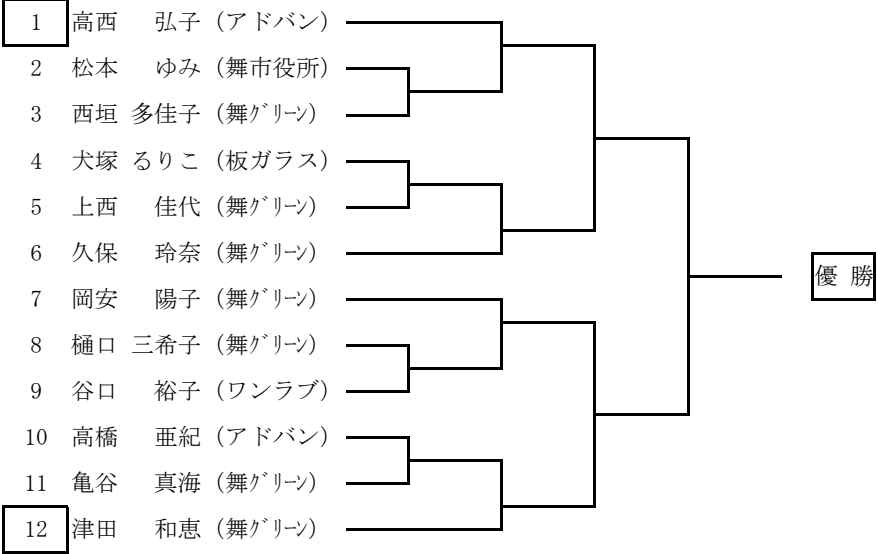 1 高西 弘子 (アドバン)
2 松本 ゆみ (舞市役所)
3 西垣 多佳子 (舞ｸﾞﾘｰﾝ)
4 犬塚 るりこ (板ガラス)
5 上西 佳代 (舞ｸﾞﾘｰﾝ)
6 久保 玲奈 (舞ｸﾞﾘｰﾝ)
優 勝
7 岡安 陽子 (舞ｸﾞﾘｰﾝ)
8 樋口 三希子 (舞ｸﾞﾘｰﾝ)
9 谷口 裕子 (ワンラブ)
10 高橋 亜紀 (アドバン)
11 亀谷 真海 (舞ｸﾞﾘｰﾝ)
12 津田 和恵 (舞ｸﾞﾘｰﾝ)